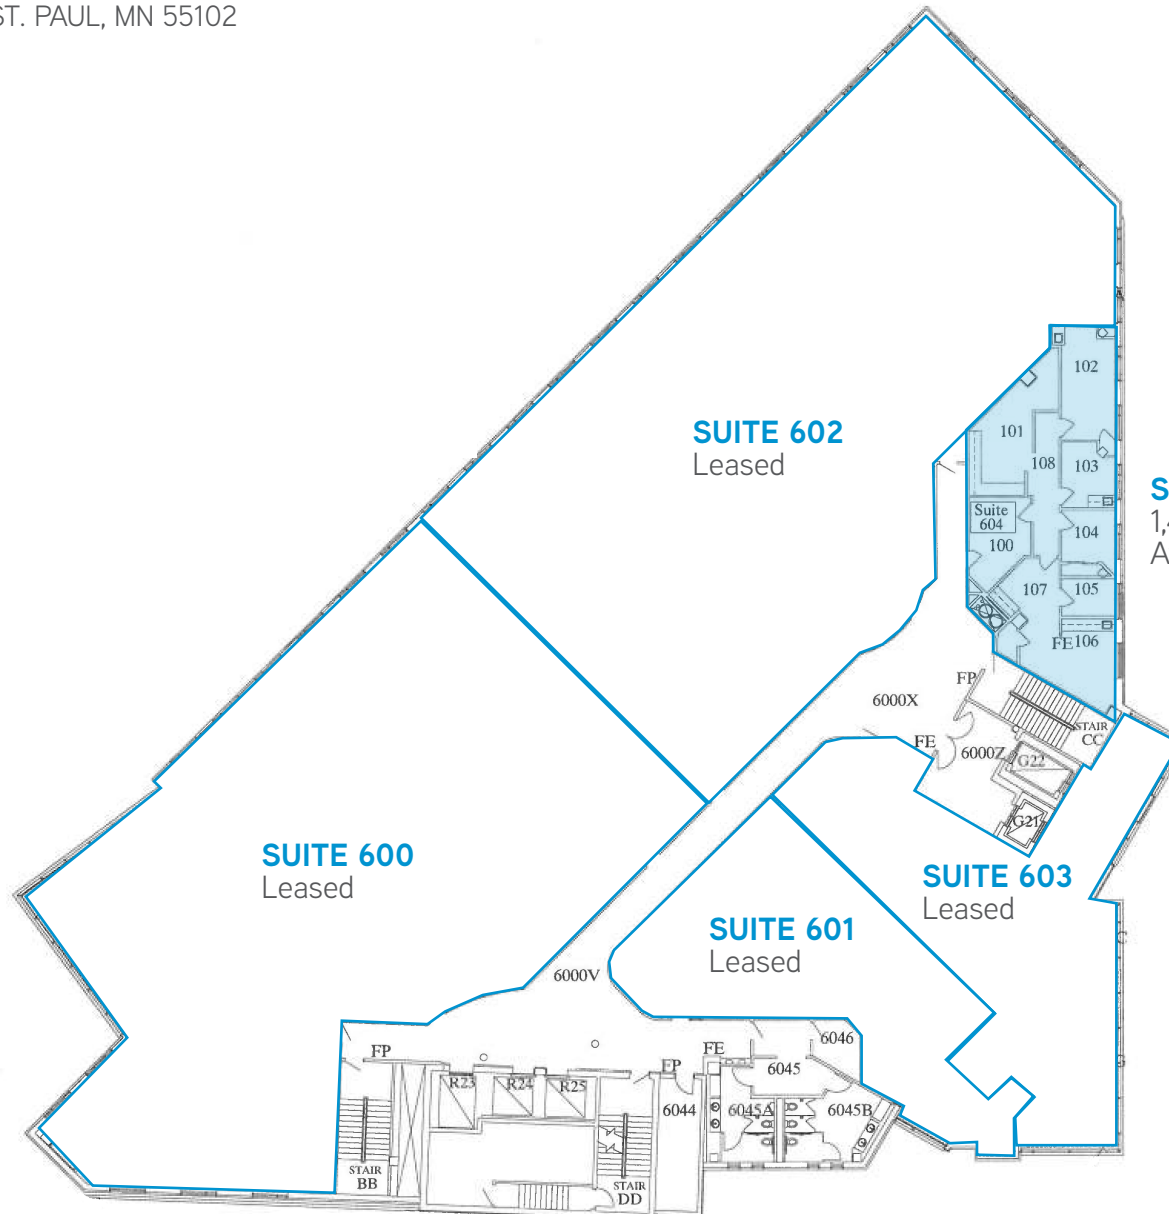 ST. PAUL, MN 55102
102
SUITE 602
Leased
101
108
103
S
1,
A
Suite
604
104
100
107
105
FE
106
FP
6000X
STAIR
CC
FE
6000Z
G22
G21
SUITE 600
Leased
SUITE 603
Leased
SUITE 601
Leased
6000V
6046
FP
FP
FE
6045
R23
R24
R25
6044
6045A
6045B
STAIR
BB
STAIR
DD